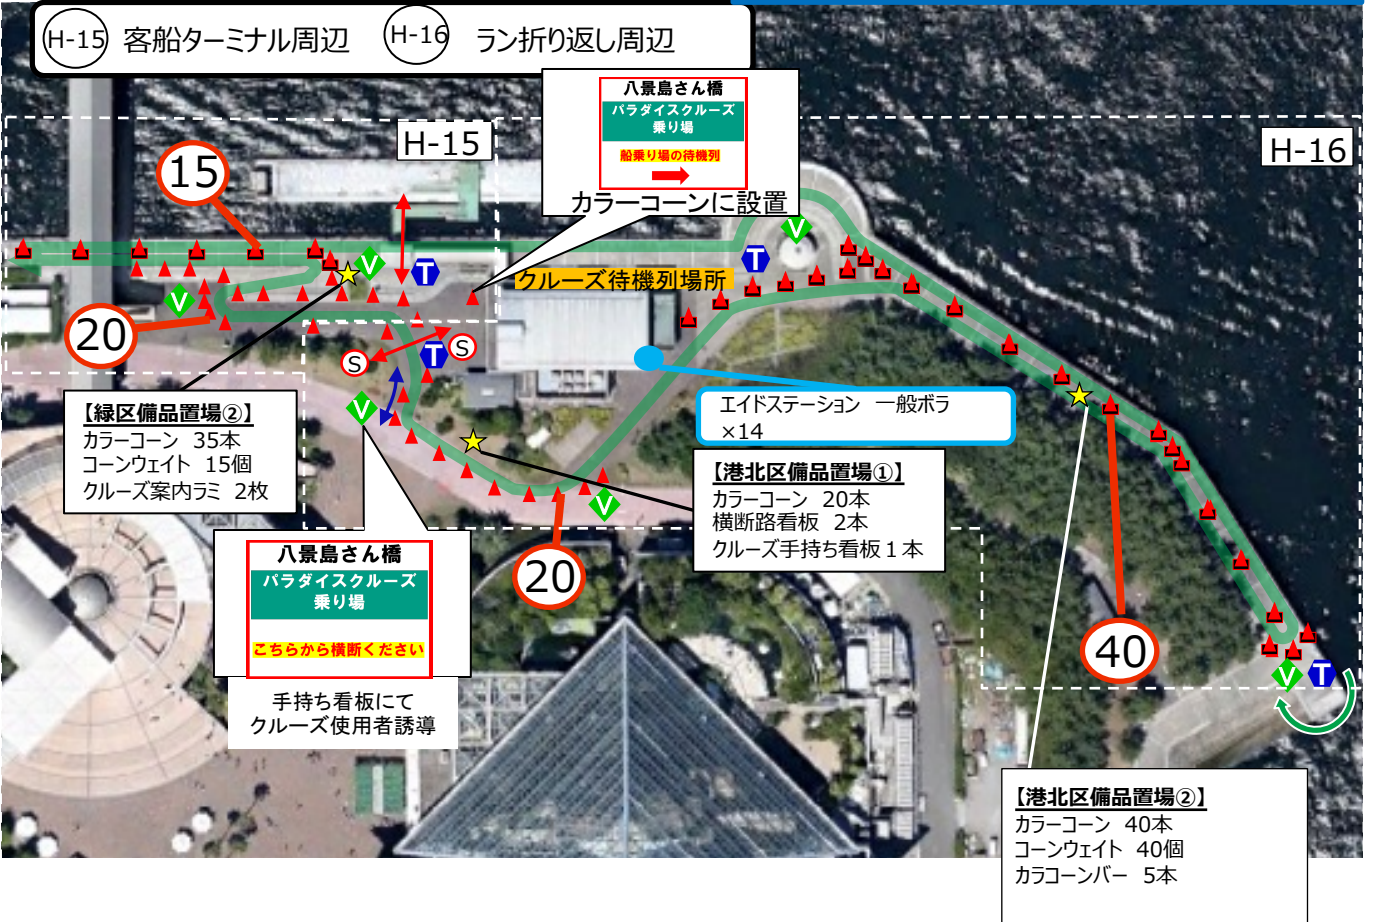 H-15 客船ターミナル周辺 H-16 ラン折り返し周辺
八景島さん橋
パラダイスクルーズ
乗り場
船乗り場の待機列
カラーコーンに設置
H-15
H-16
15
V
T
V
T
クルーズ待機列場所
V
20
S
S
T
V
エイドステーション 一般ボラ
×14
【緑区備品置場②】
カラーコーン 35本
コーンウェイト 15個
クルーズ案内ラミ 2枚
【港北区備品置場①】
カラーコーン 20本
横断路看板 2本
クルーズ手持ち看板1本
V
20
八景島さん橋
パラダイスクルーズ
乗り場
こちらから横断ください
手持ち看板にて
クルーズ使用者誘導
40
V
T
【港北区備品置場②】
カラーコーン 40本
コーンウェイト 40個
カラコーンバー 5本